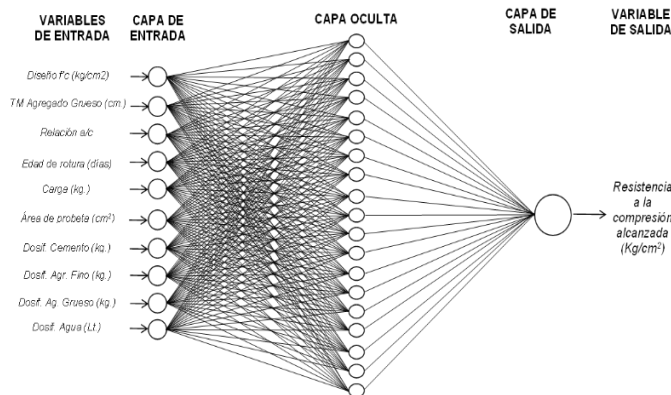 VARIABLES
DE ENTRADA
CAPA DE
ENTRADA
CAPA OCULTA
CAPA DE
SALIDA
VARIABLE
DE SALIDA
Diseño f'c (kg/cm2)
TM Agregado Grueso (cm)
Relación a/c
Edad de rotura (días)
Carga (kg.)
Área de probeta (cm²)
Dosif. Cemento (kg.)
Dosif. Agr. Fino (kg.)
Dosif. Ag. Grueso (kg.)
Dosif. Agua (Lt.)
Resistencia
a la
compresión
alcanzada
(Kg/cm²)